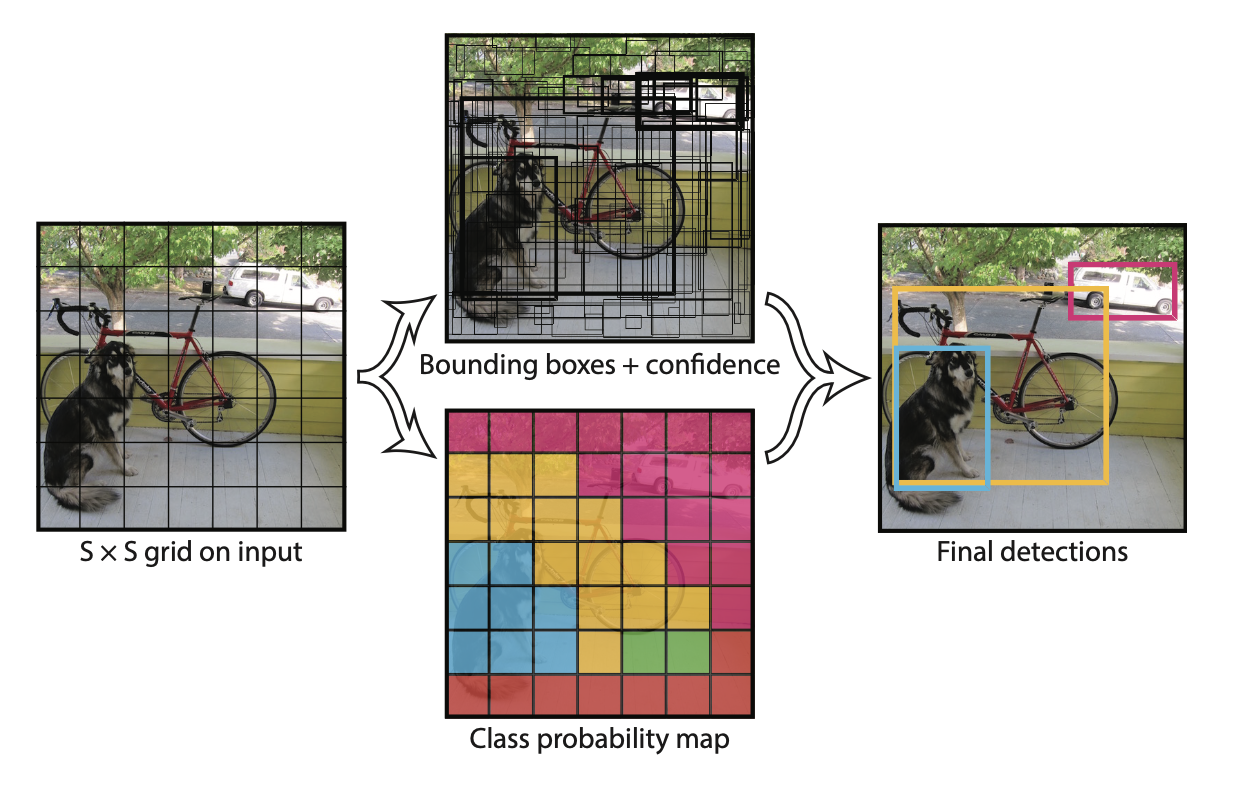 S × S grid on input
Bounding boxes + confidence
Class probability map
Final detections